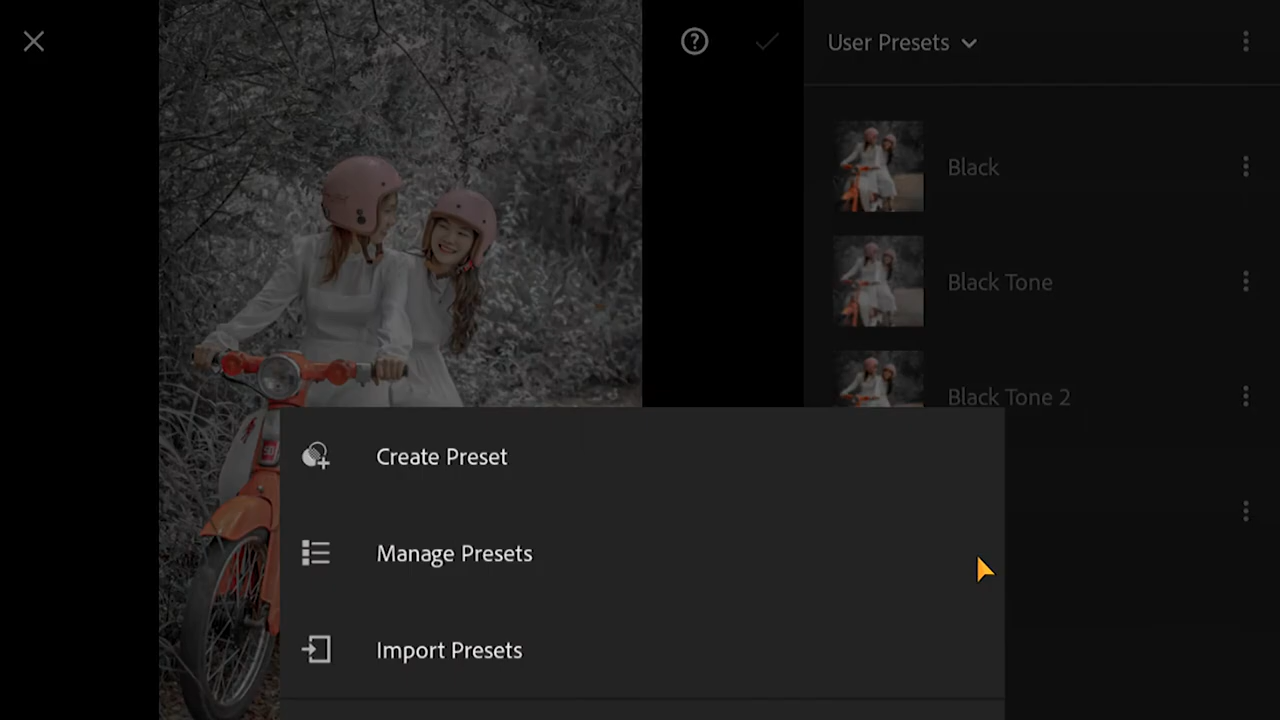 User Presets
Black
Black Tone
Black Tone 2
Create Preset
Manage Presets
Import Presets